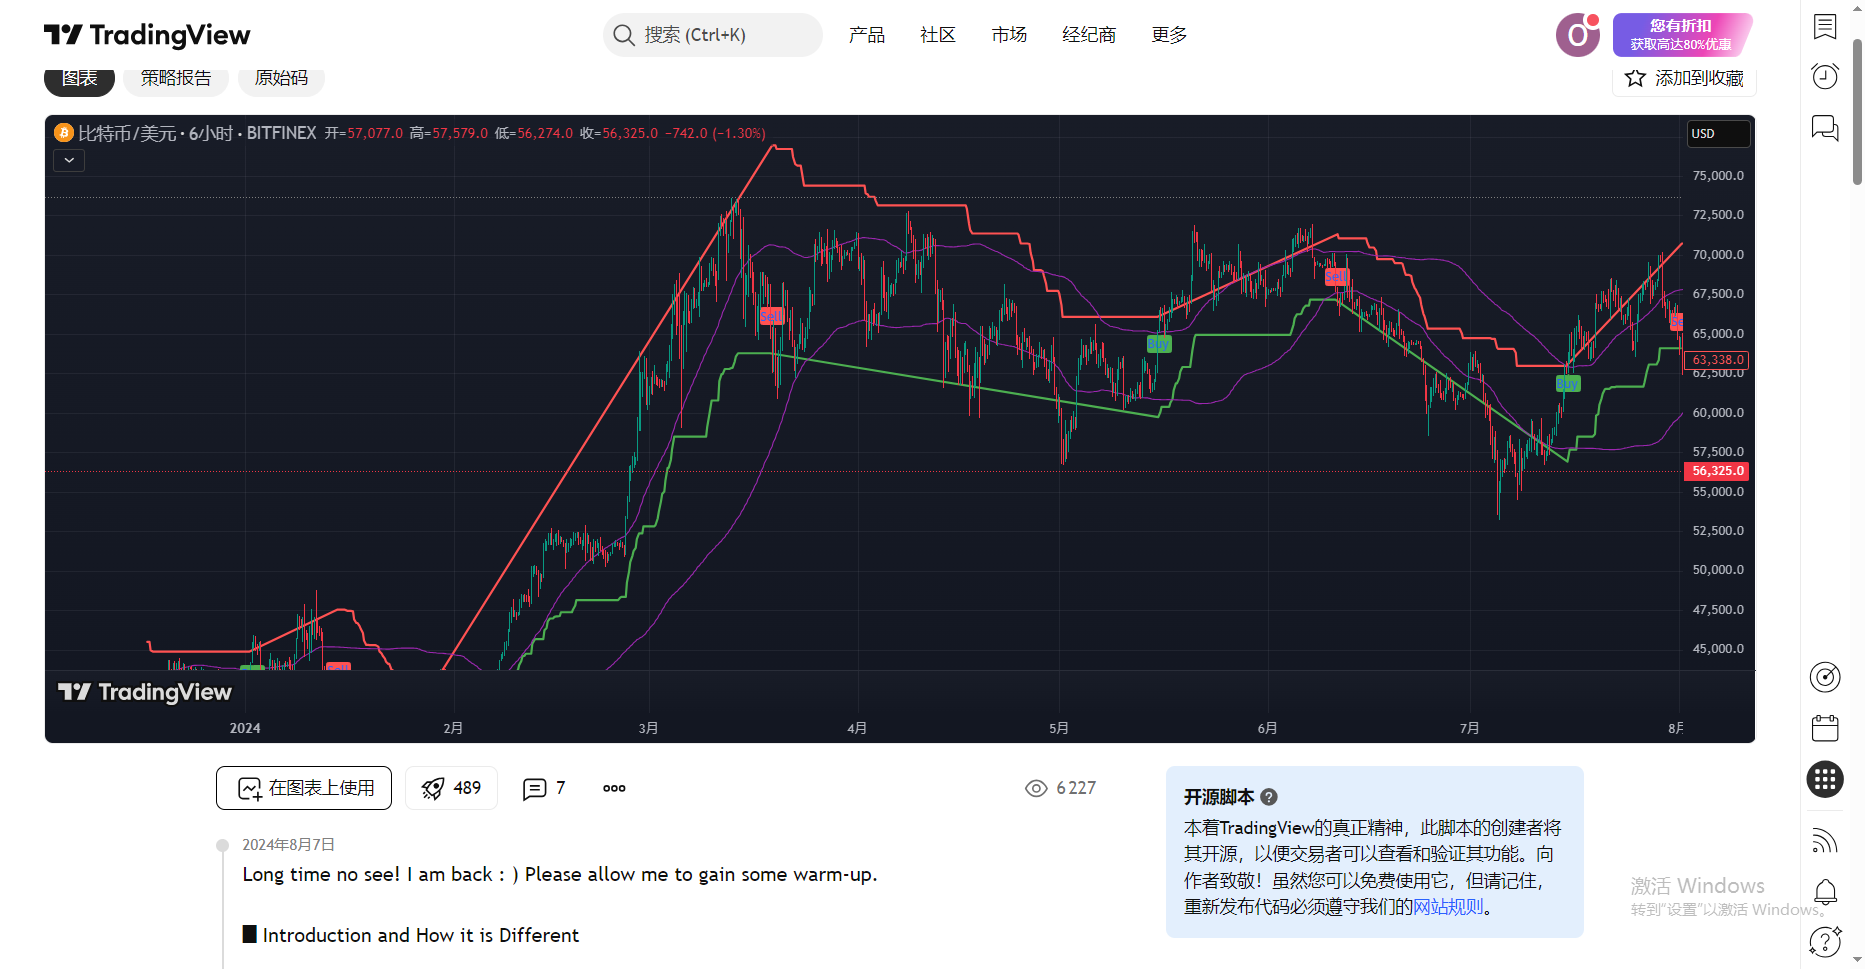 TradingView
搜索 (Ctrl+K)
产品
社区
市场
经纪商
更多
O
您有折扣
获取高达80%优惠
图表
策略报告
原始码
添加到收藏
比特币/美元 · 6小时 · BITFINEX 开=57,077.0 高=57,579.0 低=56,274.0 收=56,325.0 −742.0 (−1.30%)
USD
75,000.0
72,500.0
70,000.0
67,500.0
65,000.0
63,338.0
62,500.0
60,000.0
57,500.0
56,325.0
55,000.0
52,500.0
50,000.0
47,500.0
45,000.0
Sell
Buy
Sell
Buy
Se
Sell
TradingView
2024
2月
3月
4月
5月
6月
7月
8月
在图表上使用
489
7
6 227
2024年8月7日
Long time no see! I am back : ) Please allow me to gain some warm-up.
█ Introduction and How it is Different
开源脚本
本着TradingView的真正精神，此脚本的创建者将
其开源，以便交易者可以查看和验证其功能。向
作者致敬！虽然您可以免费使用它，但请记住，
重新发布代码必须遵守我们的网站规则。
激活 Windows
转到"设置"以激活 Windows。